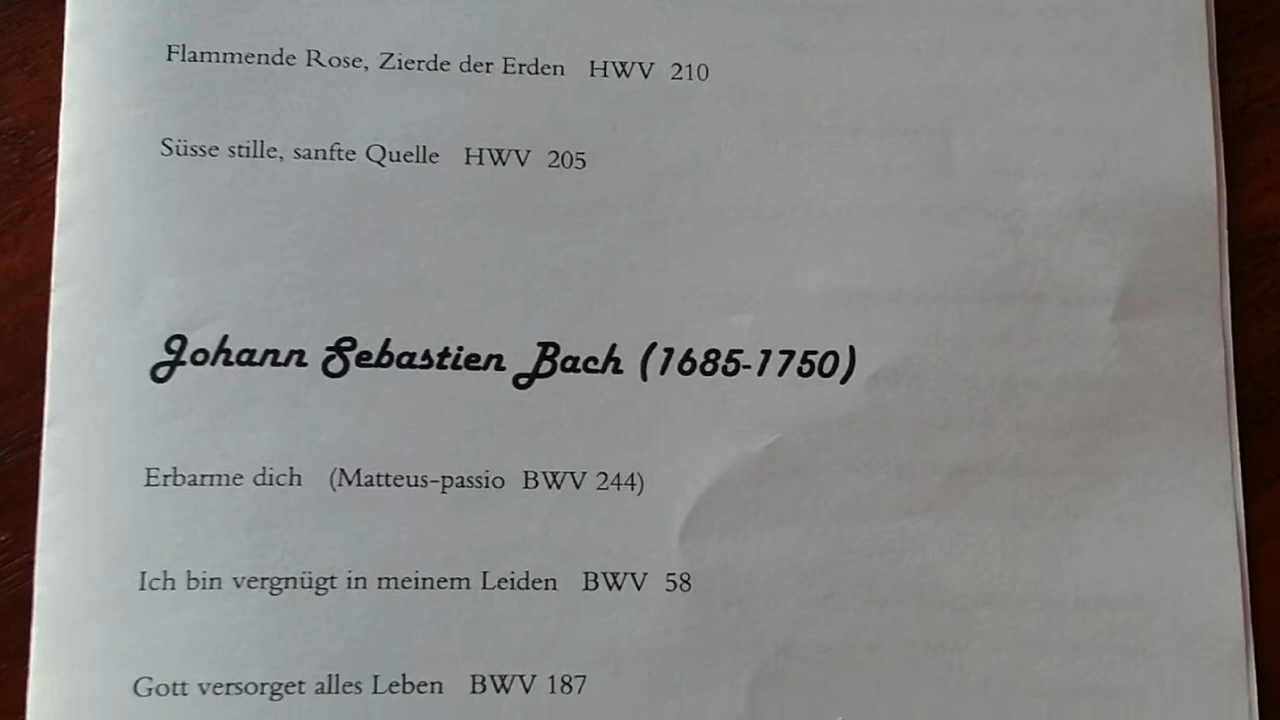 Flammende Rose, Zierde der Erden HWV 210
Süsse stille, sanfte Quelle HWV 205
Johann Sebastien Bach (1685-1750)
Erbarme dich (Matteus-passio BWV 244)
Ich bin vergnügt in meinem Leiden BWV 58
Gott versorget alles Leben BWV 187